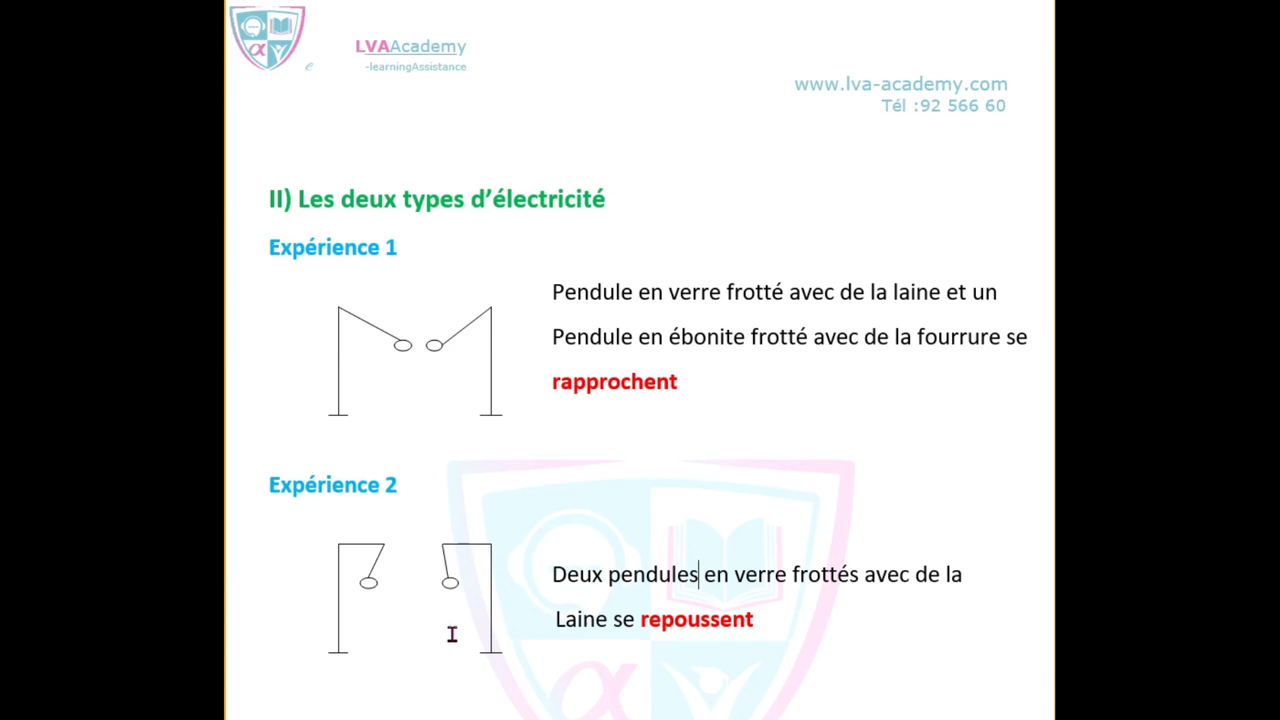 LVAAcademy
e -learningAssistance
www.lva-academy.com
Tél :92 566 60
II) Les deux types d’électricité
Expérience 1
Pendule en verre frotté avec de la laine et un
Pendule en ébonite frotté avec de la fourrure se
rapprochent
Expérience 2
Deux pendules en verre frottés avec de la
Laine se repoussent